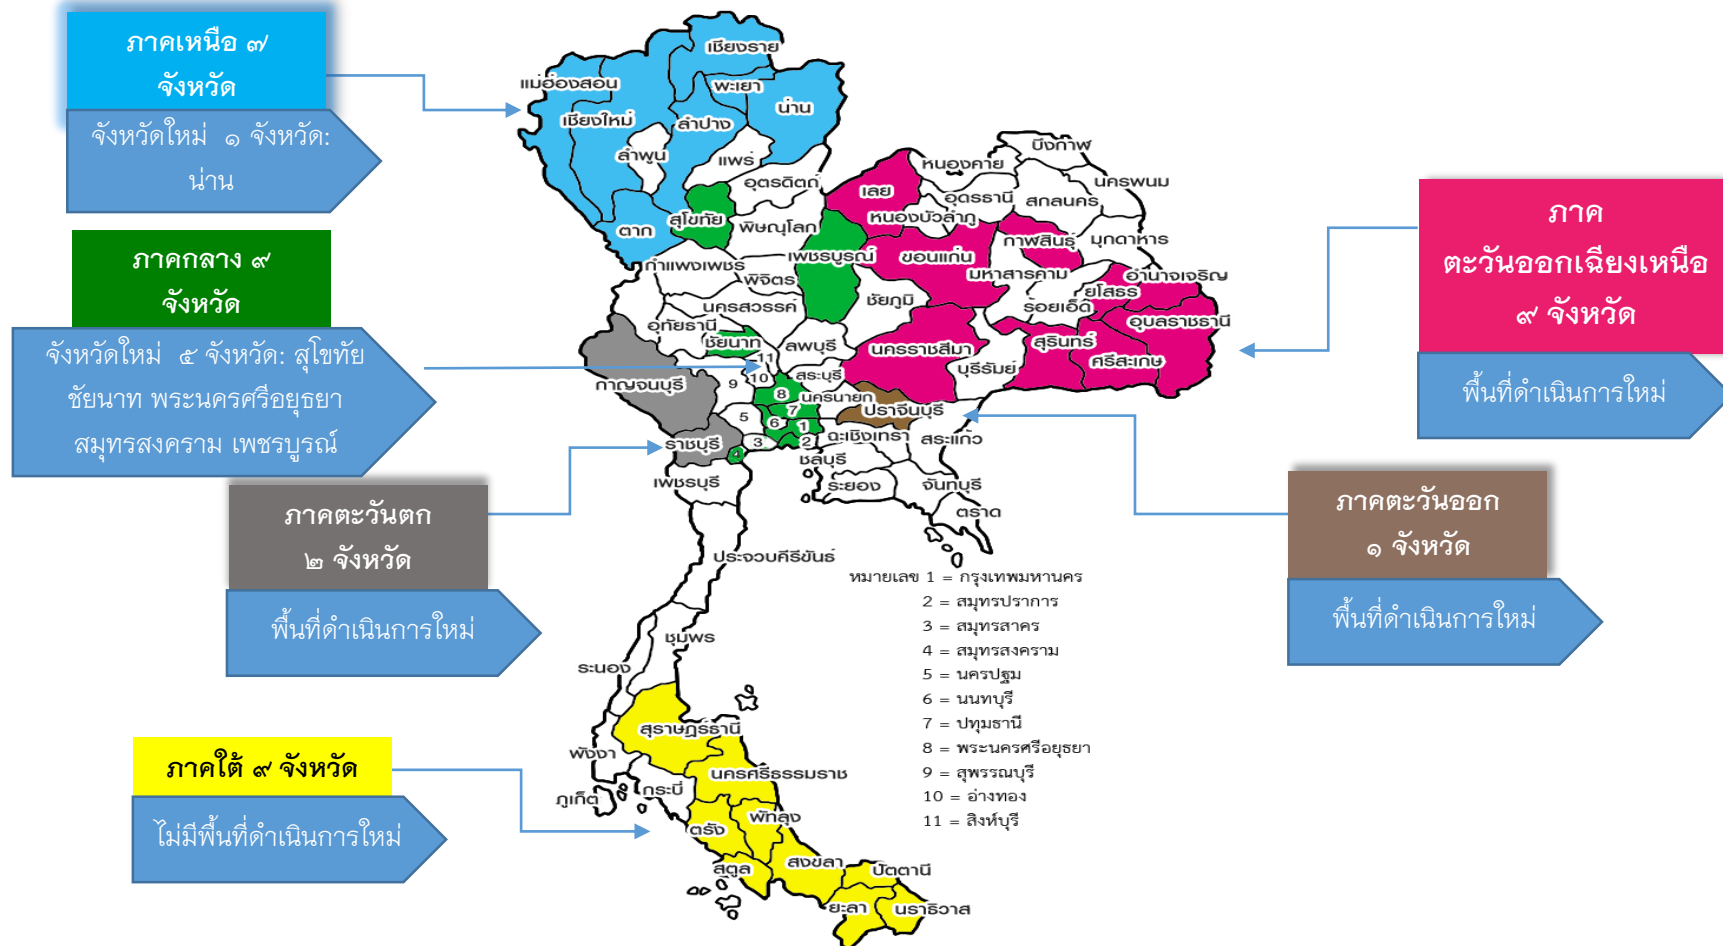 ภาคเหนือ ๗
จังหวัด
จังหวัดใหม่ ๑ จังหวัด:
น่าน
ภาคกลาง ๙
จังหวัด
จังหวัดใหม่ ๕ จังหวัด: สุโขทัย
ชัยนาท พระนครศรีอยุธยา
สมุทรสงคราม เพชรบูรณ์
ภาคตะวันตก
๒ จังหวัด
พื้นที่ดำเนินการใหม่
ภาคใต้ ๙ จังหวัด
ไม่มีพื้นที่ดำเนินการใหม่
ภาค
ตะวันออกเฉียงเหนือ
๙ จังหวัด
พื้นที่ดำเนินการใหม่
ภาคตะวันออก
๑ จังหวัด
พื้นที่ดำเนินการใหม่
เชียงราย
แม่ฮ่องสอน
พะเยา
น่าน
เชียงใหม่
ลำปาง
ลำพูน
แพร่
อุตรดิตถ์
ตาก
สุโขทัย
พิษณุโลก
กำแพงเพชร
พิจิตร
เพชรบูรณ์
นครสวรรค์
อุทัยธานี
ชัยนาท
ลพบุรี
บึงกาฬ
หนองคาย
นครพนม
เลย
อุดรธานี
สกลนคร
หนองบัวลำภู
กาฬสินธุ์
มุกดาหาร
ขอนแก่น
มหาสารคาม
อำนาจเจริญ
ยโสธร
ชัยภูมิ
ร้อยเอ็ด
อุบลราชธานี
นครราชสีมา
สุรินทร์
ศรีสะเกษ
บุรีรัมย์
11
10
9
สระบุรี
กาญจนบุรี
8
นครนายก
7
ปราจีนบุรี
5
6
1
2
3
4
ฉะเชิงเทรา
สระแก้ว
ราชบุรี
ชลบุรี
เพชรบุรี
ระยอง
จันทบุรี
ตราด
ประจวบคีรีขันธ์
ชุมพร
ระนอง
สุราษฎร์ธานี
พังงา
นครศรีธรรมราช
ภูเก็ต
กระบี่
ตรัง
พัทลุง
สตูล
สงขลา
ปัตตานี
ยะลา
นราธิวาส
หมายเลข 1 = กรุงเทพมหานคร
2 = สมุทรปราการ
3 = สมุทรสาคร
4 = สมุทรสงคราม
5 = นครปฐม
6 = นนทบุรี
7 = ปทุมธานี
8 = พระนครศรีอยุธยา
9 = สุพรรณบุรี
10 = อ่างทอง
11 = สิงห์บุรี